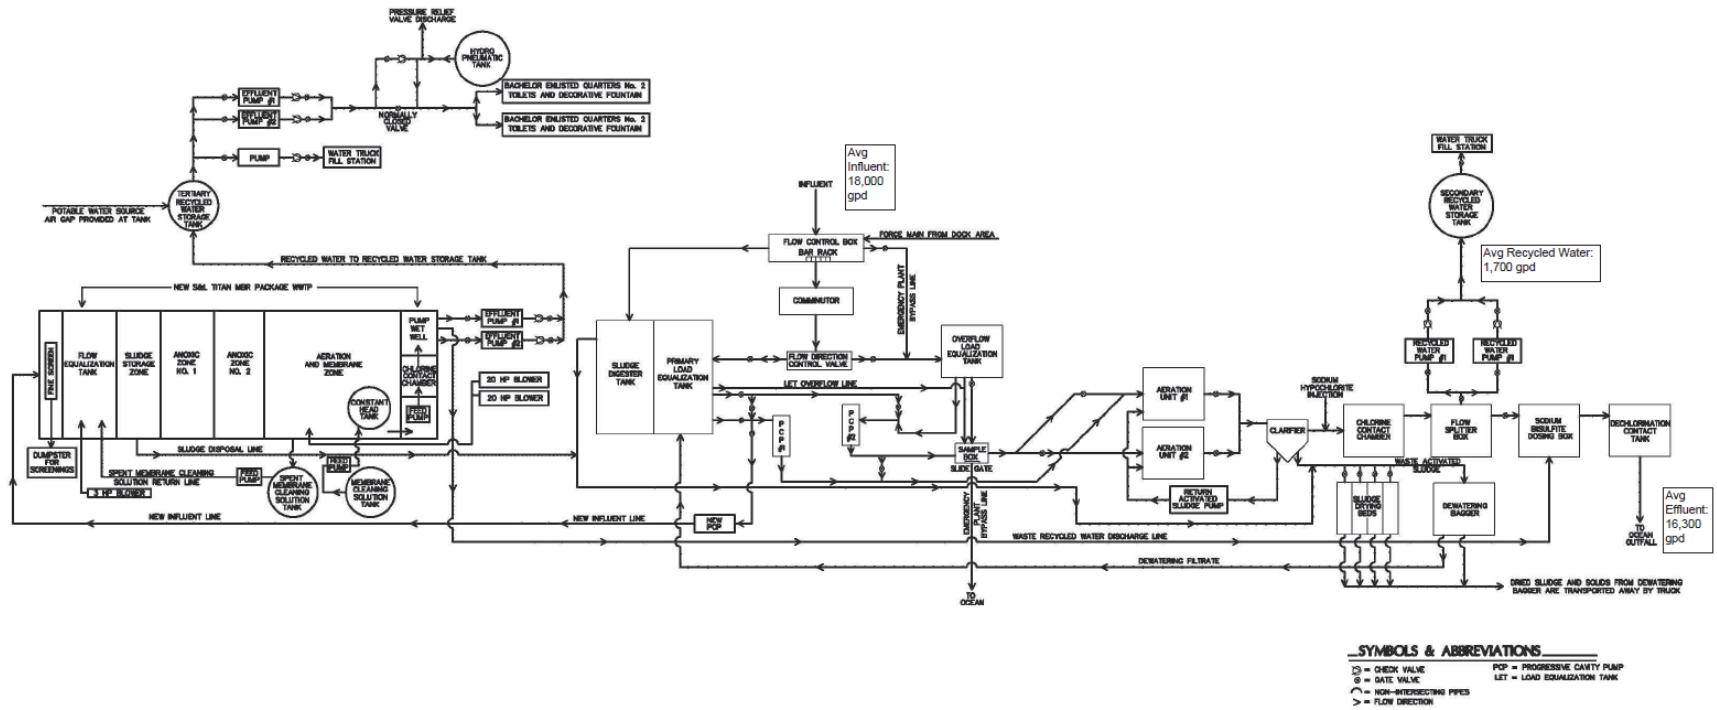 PRESSURE RELIEF
VALVE DISCHARGE
HYDRO
PNEUMATIC
TANK
BACHELOR ENLISTED QUARTERS No. 2
TOILETS AND DECORATIVE FOUNTAIN
BACHELOR ENLISTED QUARTERS No. 2
TOILETS AND DECORATIVE FOUNTAIN
EFFLUENT
PUMP #1
EFFLUENT
PUMP #2
NORMALLY
CLOSED
VALVE
PUMP
WATER TRUCK
FILL STATION
TERTIARY
RECYCLED
WATER
STORAGE
TANK
POTABLE WATER SOURCE
AIR GAP PROVIDED AT TANK
RECYCLED WATER TO RECYCLED WATER STORAGE TANK
NEW S&L TITAN MBR PACKAGE WWTP
FINE SCREEN
FLOW
EQUALIZATION
TANK
SLUDGE
STORAGE
ZONE
ANOXIC
ZONE
NO. 1
ANOXIC
ZONE
NO. 2
AERATION
AND MEMBRANE
ZONE
PUMP
WET
WELL
CHLORINE
CONTACT
CHAMBER
FEED
PUMP
CONSTANT
HEAD
TANK
EFFLUENT
PUMP #1
EFFLUENT
PUMP #2
20 HP BLOWER
20 HP BLOWER
DUMPSTER
FOR
SCREENINGS
SLUDGE DISPOSAL LINE
SPENT MEMBRANE CLEANING
SOLUTION RETURN LINE
3 HP BLOWER
FEED
PUMP
SPENT
MEMBRANE
CLEANING
SOLUTION
TANK
FEED
PUMP
MEMBRANE
CLEANING
SOLUTION
TANK
NEW INFLUENT LINE
NEW INFLUENT LINE
NEW
PCP
Avg
Influent:
18,000
gpd
INFLUENT
FLOW CONTROL BOX
BAR RACK
FORCE MAIN FROM DOCK AREA
COMMINUTOR
EMERGENCY PLANT
BYPASS LINE
FLOW DIRECTION
CONTROL VALVE
OVERFLOW
LOAD
EQUALIZATION
TANK
SLUDGE
DIGESTER
TANK
PRIMARY
LOAD
EQUALIZATION
TANK
LET OVERFLOW LINE
PCP #1
PCP #2
SAMPLE
BOX
SLIDE GATE
EMERGENCY
PLANT
BYPASS LINE
TO
OCEAN
AERATION
UNIT #1
AERATION
UNIT #2
CLARIFIER
RETURN
ACTIVATED
SLUDGE PUMP
SODIUM
HYPOCHLORITE
INJECTION
CHLORINE
CONTACT
CHAMBER
FLOW
SPLITTER
BOX
SODIUM
BISULFITE
DOSING BOX
DECHLORINATION
CONTACT
TANK
WATER TRUCK
FILL STATION
SECONDARY
RECYCLED
WATER
STORAGE
TANK
Avg Recycled Water:
1,700 gpd
RECYCLED
WATER
PUMP #1
RECYCLED
WATER
PUMP #1
WASTE ACTIVATED
SLUDGE
SLUDGE
DRYING
BEDS
DEWATERING
BAGGER
WASTE RECYCLED WATER DISCHARGE LINE
DEWATERING FILTRATE
TO
OCEAN
OUTFALL
Avg
Effluent:
16,300
gpd
DRIED SLUDGE AND SOLIDS FROM DEWATERING
BAGGER ARE TRANSPORTED AWAY BY TRUCK
SYMBOLS & ABBREVIATIONS
= CHECK VALVE
= GATE VALVE
= NON-INTERSECTING PIPES
= FLOW DIRECTION
PCP = PROGRESSIVE CAVITY PUMP
LET = LOAD EQUALIZATION TANK